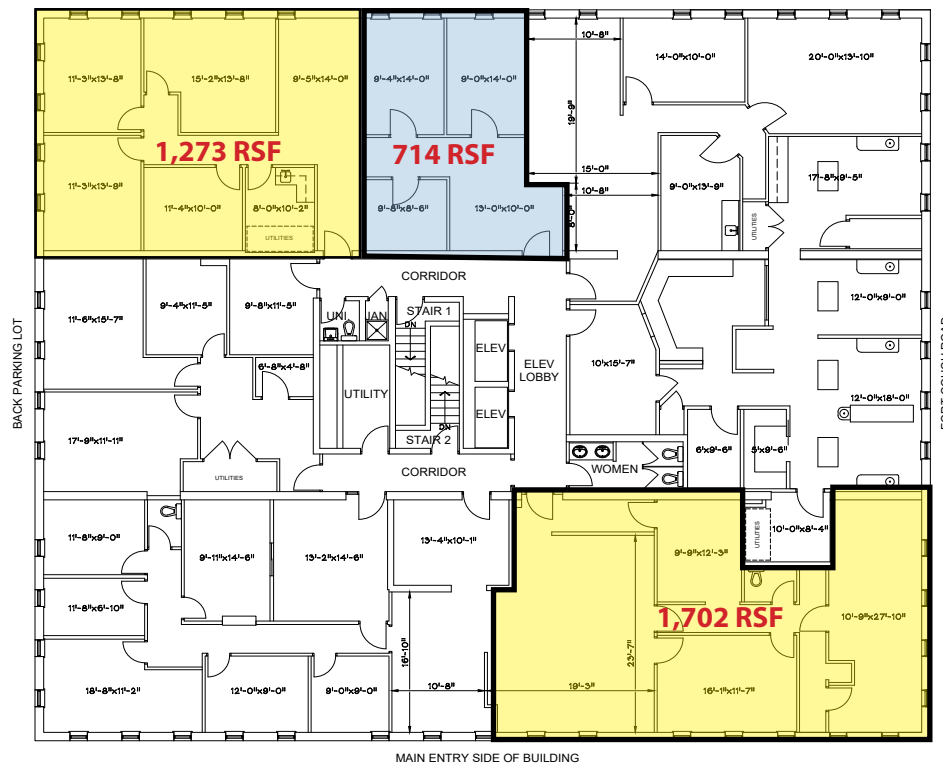 11'-3"x13'-8"
15'-2"x13'-8"
9'-5"x14'-0"
1,273 RSF
11'-3"x13'-9"
11'-4"x10'-0"
8'-0"x10'-2"
UTILITIES
9'-4"x14'-0"
9'-0"x14'-0"
714 RSF
9'-8"x8'-6"
13'-0"x10'-0"
10'-8"
19'-9"
14'-0"x10'-0"
20'-0"x13'-10"
15'-0"
10'-8"
8'-0"
9'-0"x13'-9"
17'-8"x9'-5"
UTILITIES
BACK PARKING LOT
11'-6"x15'-7"
9'-4"x11'-5"
9'-8"x11'-5"
6'-8"x4'-8"
17'-9"x11'-11"
UTILITIES
CORRIDOR
UNI
JAN
STAIR 1
DN
UTILITY
ELEV
ELEV
ELEV
LOBBY
DN
STAIR 2
CORRIDOR
10'x15'-7"
WOMEN
12'-0"x9'-0"
12'-0"x18'-0"
6'x9'-6"
5'x9'-6"
10'-0"x8'-4"
UTILITIES
11'-8"x9'-0"
9'-11"x14'-6"
13'-2"x14'-6"
13'-4"x10'-1"
11'-8"x6'-10"
16'-10"
18'-8"x11'-2"
12'-0"x9'-0"
9'-0"x9'-0"
10'-8"
9'-9"x12'-3"
1,702 RSF
10'-9"x27'-10"
23'-7"
19'-3"
16'-1"x11'-7"
MAIN ENTRY SIDE OF BUILDING